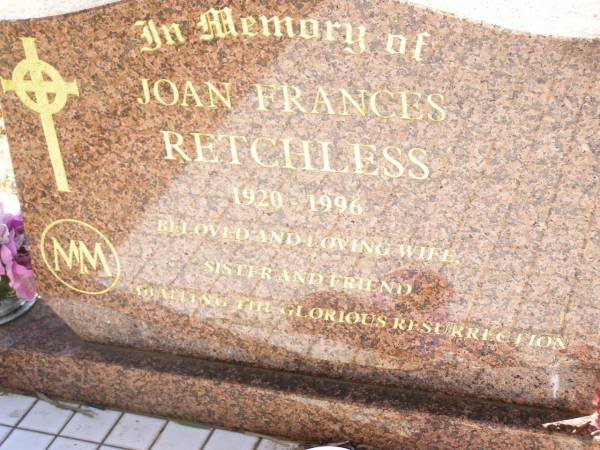 In Memory of
JOAN FRANCES
RETCHLESS
1920 - 1996
BELOVED AND LOVING WIFE,
SISTER AND FRIEND
AWAITING THE GLORIOUS RESURRECTION
MM